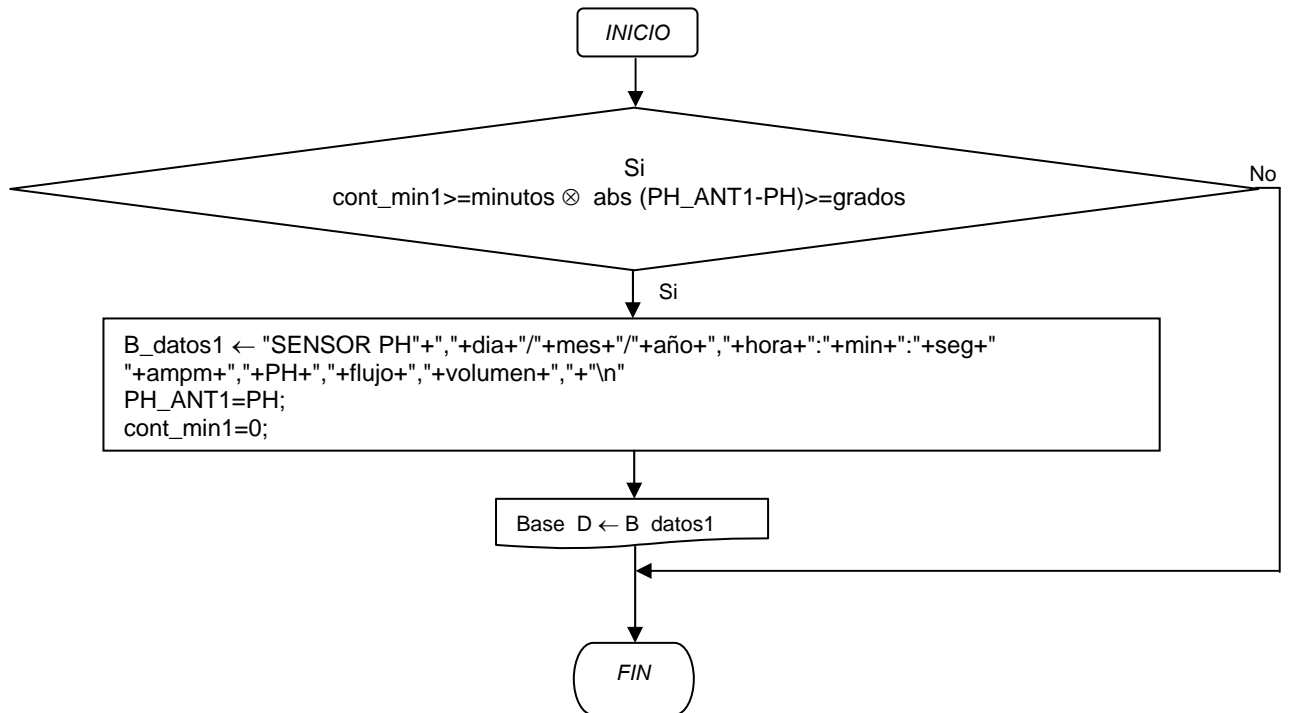 INICIO
Si
cont_min1>=minutos ⊗ abs (PH_ANT1-PH)>=grados
No
Si
B_datos1 ← "SENSOR PH"+","+dia+"/"+mes+"/"+año+","+hora+":"+min+":"+seg+"
"+ampm+","+PH+","+flujo+","+volumen+","+"\n"
PH_ANT1=PH;
cont_min1=0;
Base D ← B datos1
FIN